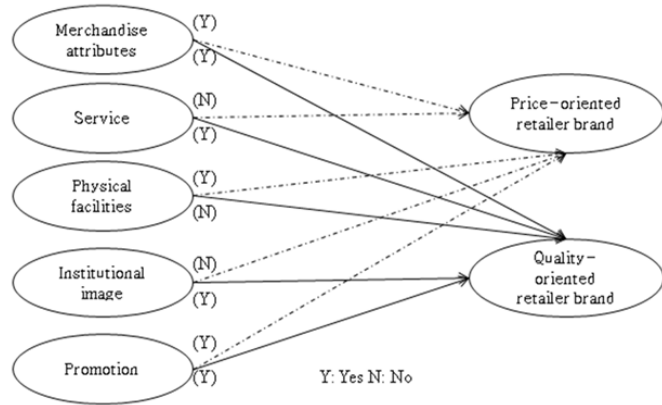 Merchandise
attributes
(Y)
(Y)
Service
(N)
(Y)
Physical
facilities
(Y)
(N)
Institutional
image
(N)
(Y)
Promotion
(Y)
(Y)
Price-oriented
retailer brand
Quality-
oriented
retailer brand
Y: Yes N: No